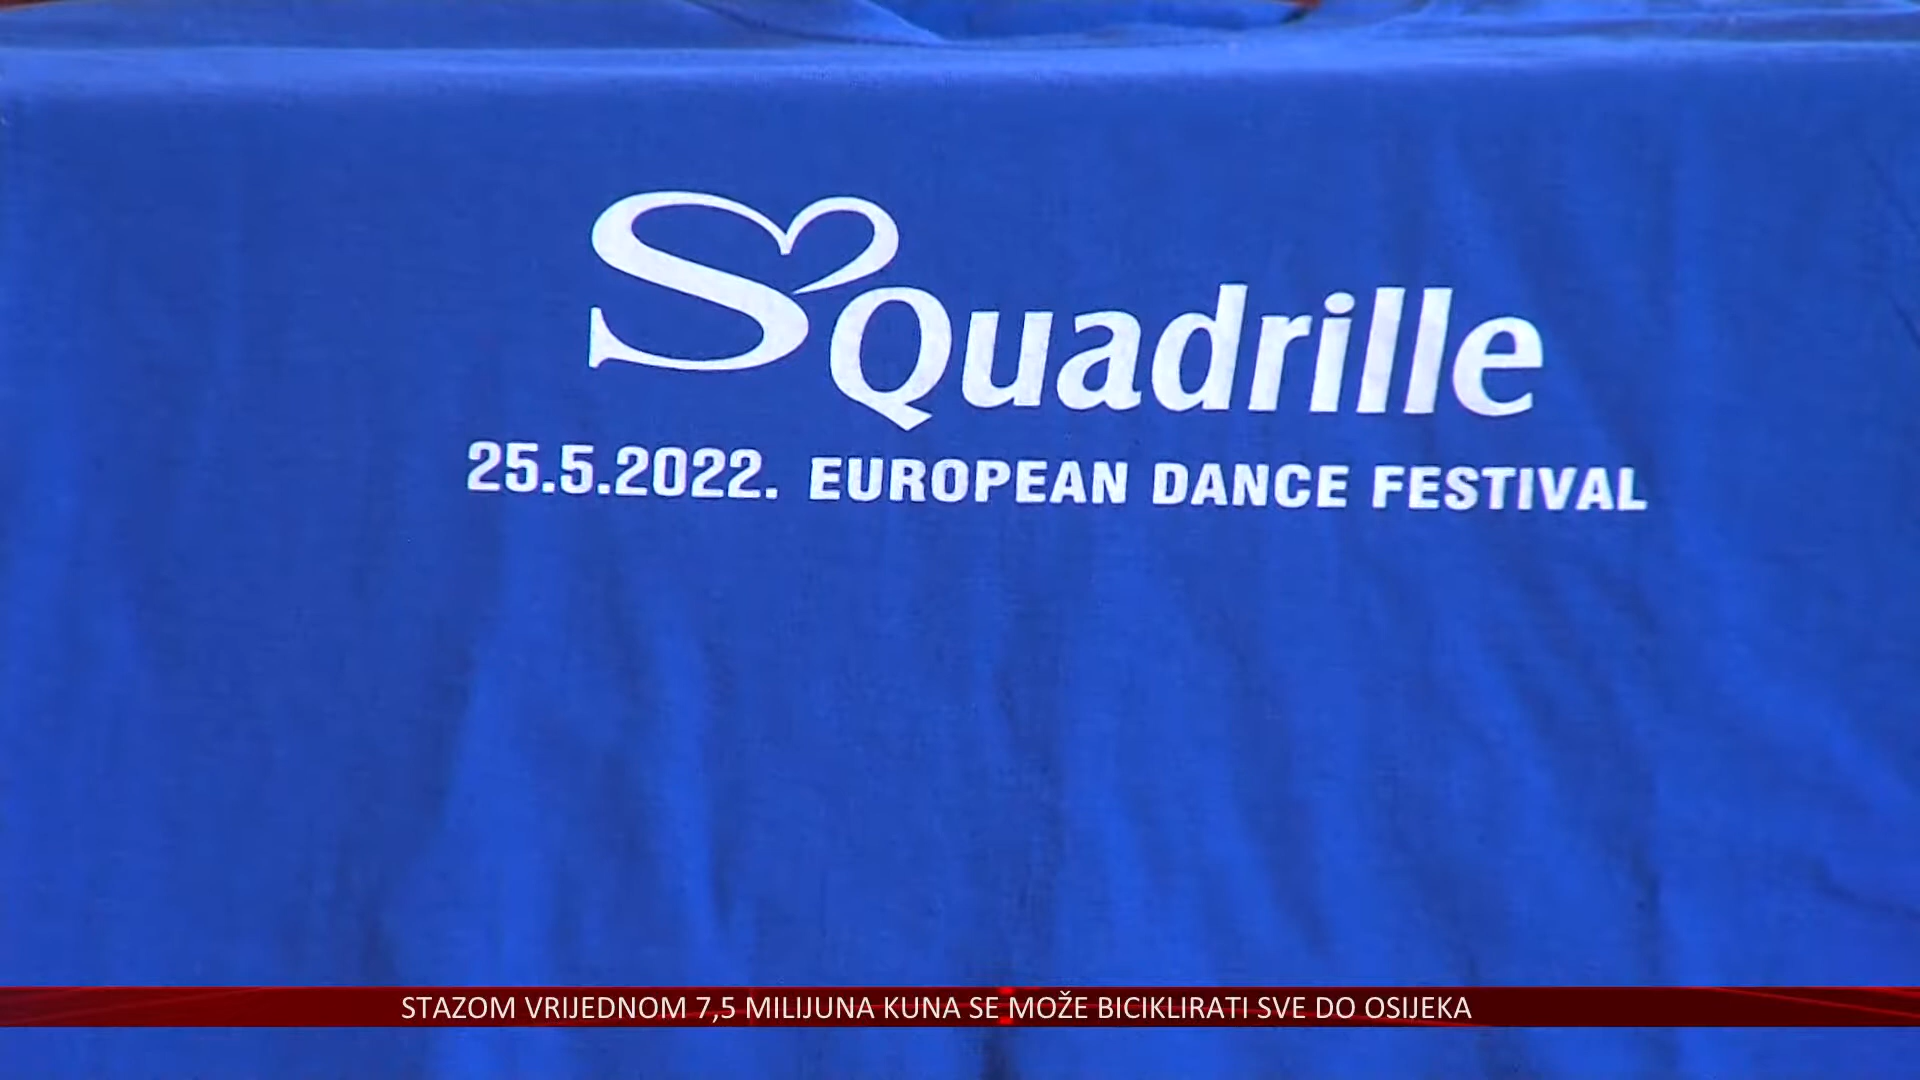 SQuadrille
25.5.2022. EUROPEAN DANCE FESTIVAL
STAZOM VRIJEDNOM 7,5 MILIJUNA KUNA SE MOŽE BICIKLIRATI SVE DO OSIJEKA